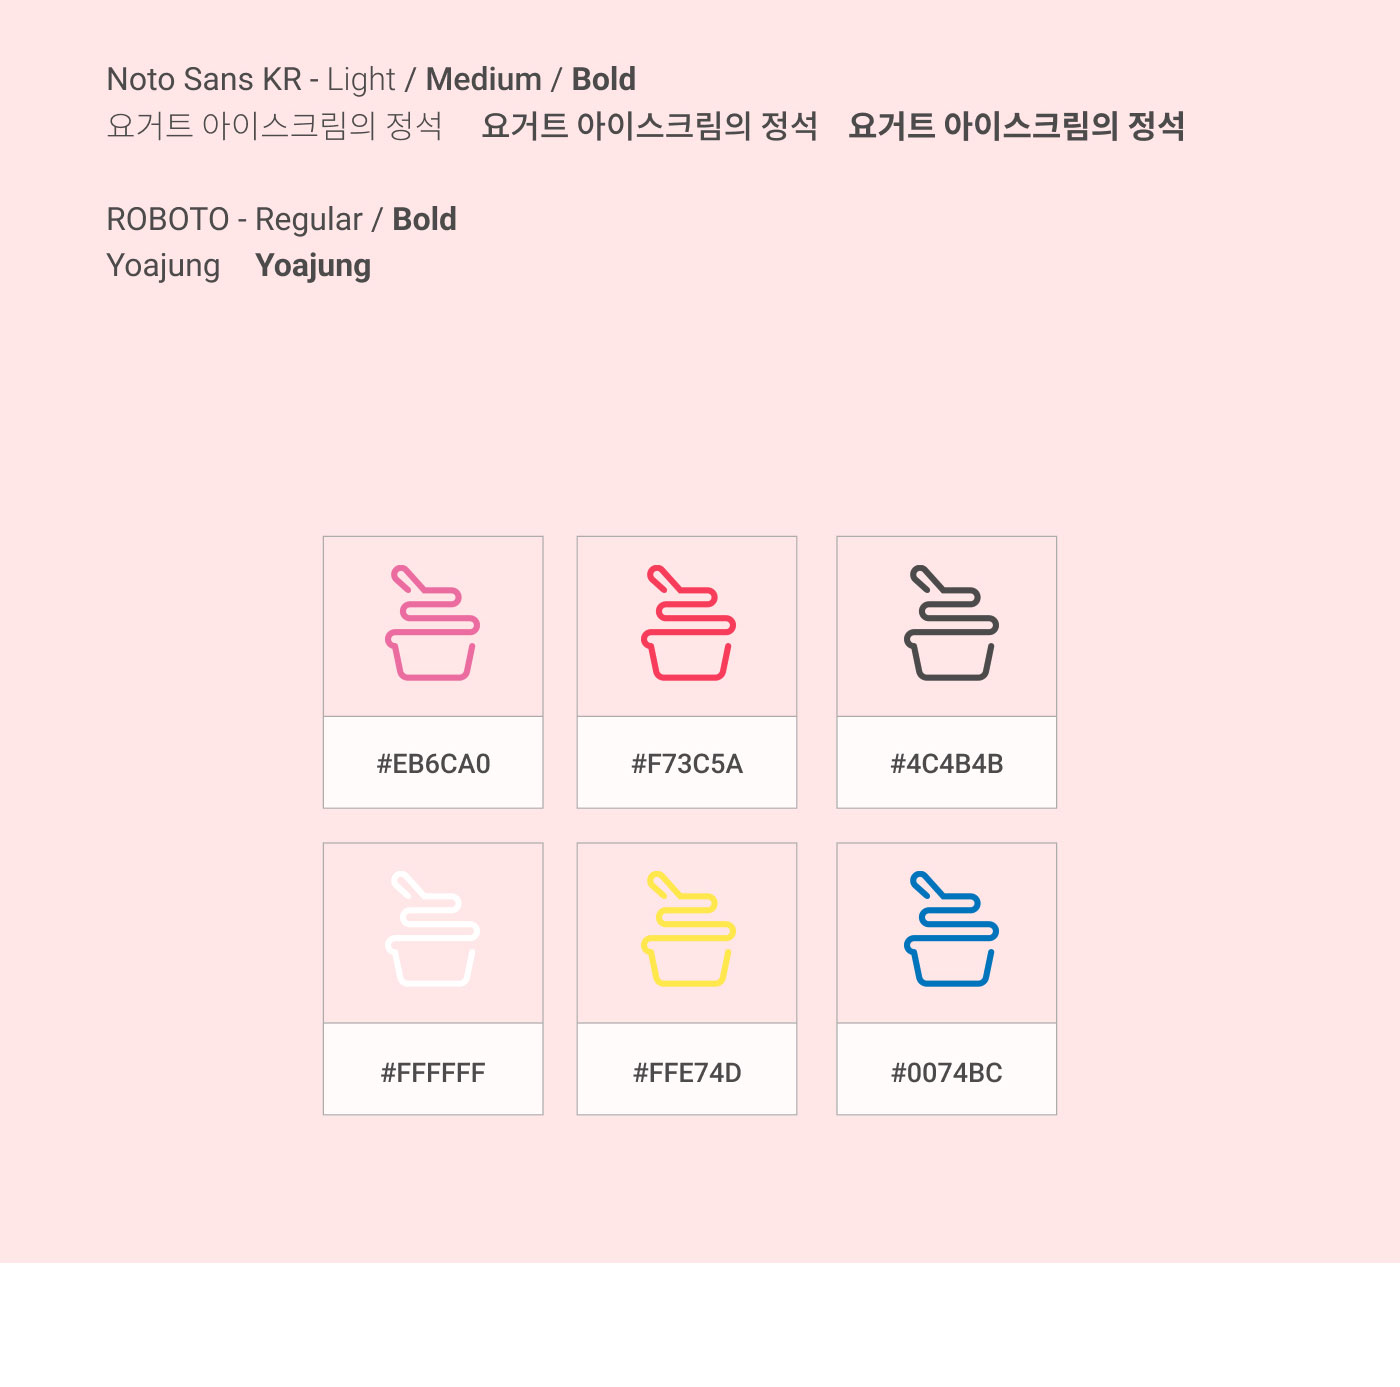 Noto Sans KR - Light / Medium / Bold
요거트 아이스크림의 정석 요거트 아이스크림의 정석 요거트 아이스크림의 정석
ROBOTO - Regular / Bold
Yoajung Yoajung
#EB6CA0 #F73C5A #4C4B4B
#FFFFFF #FFE74D #0074BC